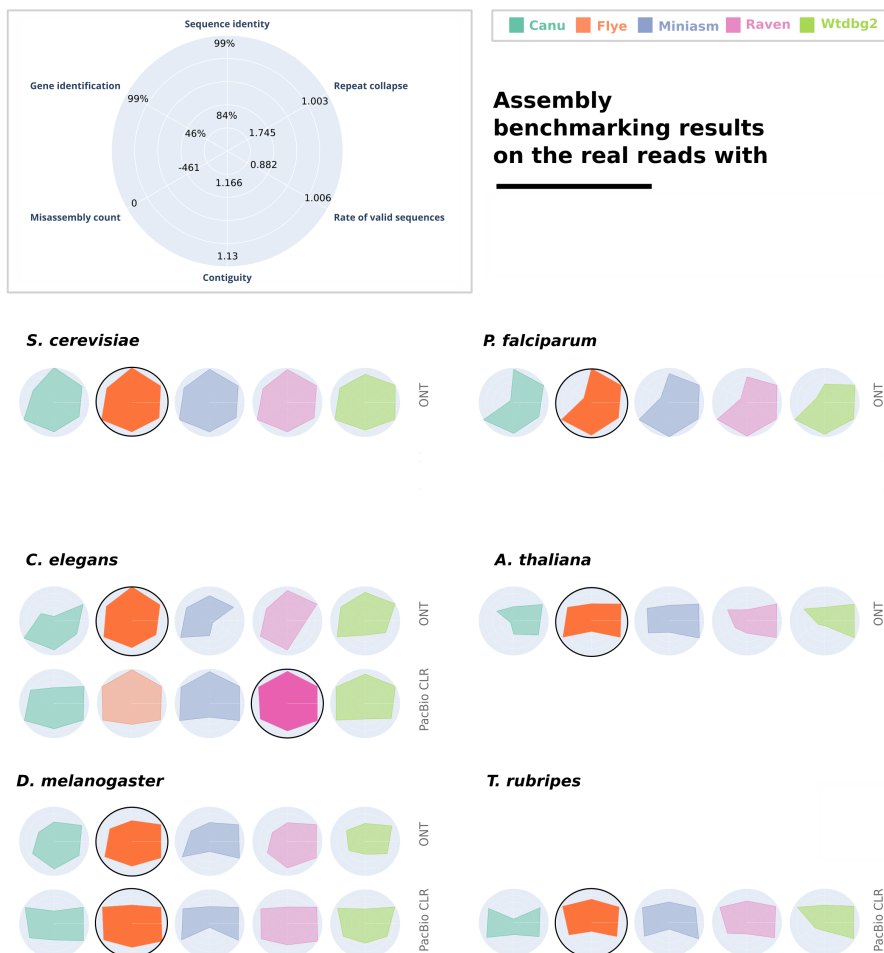 Sequence identity
99%
Gene identification
Repeat collapse
99%
1.003
84%
46%
1.745
-461
0.882
1.166
0
1.006
Misassembly count
Rate of valid sequences
1.13
Contiguity
Canu Flye Miniasm Raven Wtdbg2
Assembly
benchmarking results
on the real reads with
S. cerevisiae
ONT
P. falciparum
ONT
C. elegans
ONT
PacBio CLR
A. thaliana
ONT
D. melanogaster
ONT
PacBio CLR
T. rubripes
PacBio CLR